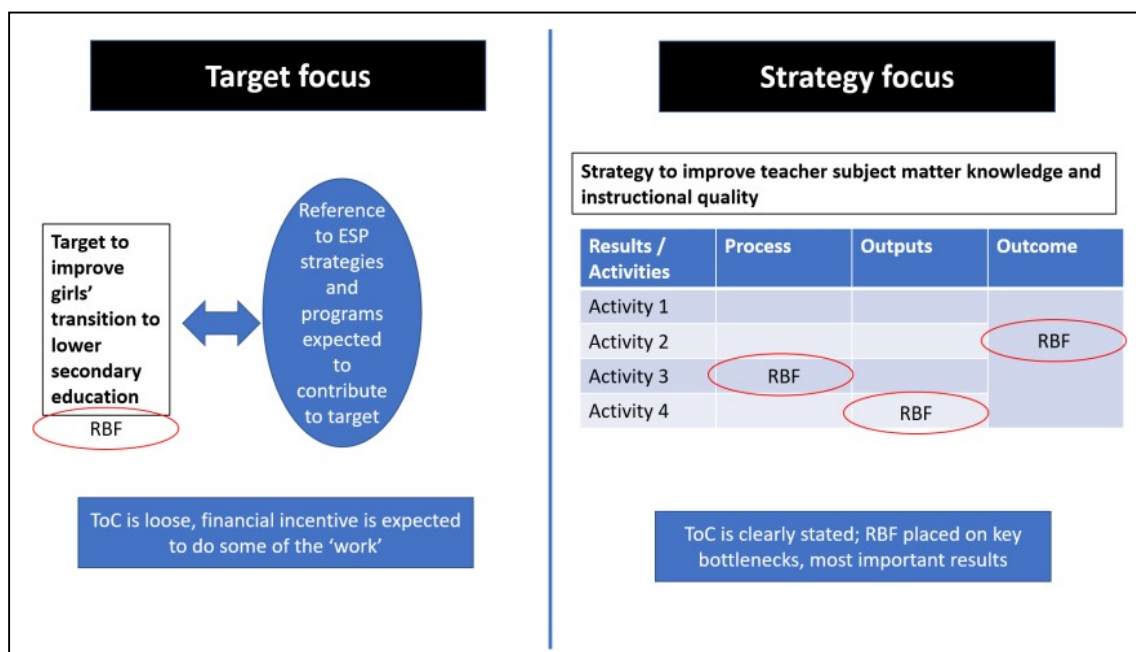 Target focus
Target to
improve
girls’
transition to
lower
secondary
education
RBF
Reference
to ESP
strategies
and
programs
expected
to
contribute
to target
ToC is loose, financial incentive is expected
to do some of the ‘work’
Strategy focus
Strategy to improve teacher subject matter knowledge and
instructional quality
Results / Process Outputs Outcome
Activities
Activity 1
Activity 2 RBF
Activity 3 RBF
Activity 4 RBF
ToC is clearly stated; RBF placed on key
bottlenecks, most important results